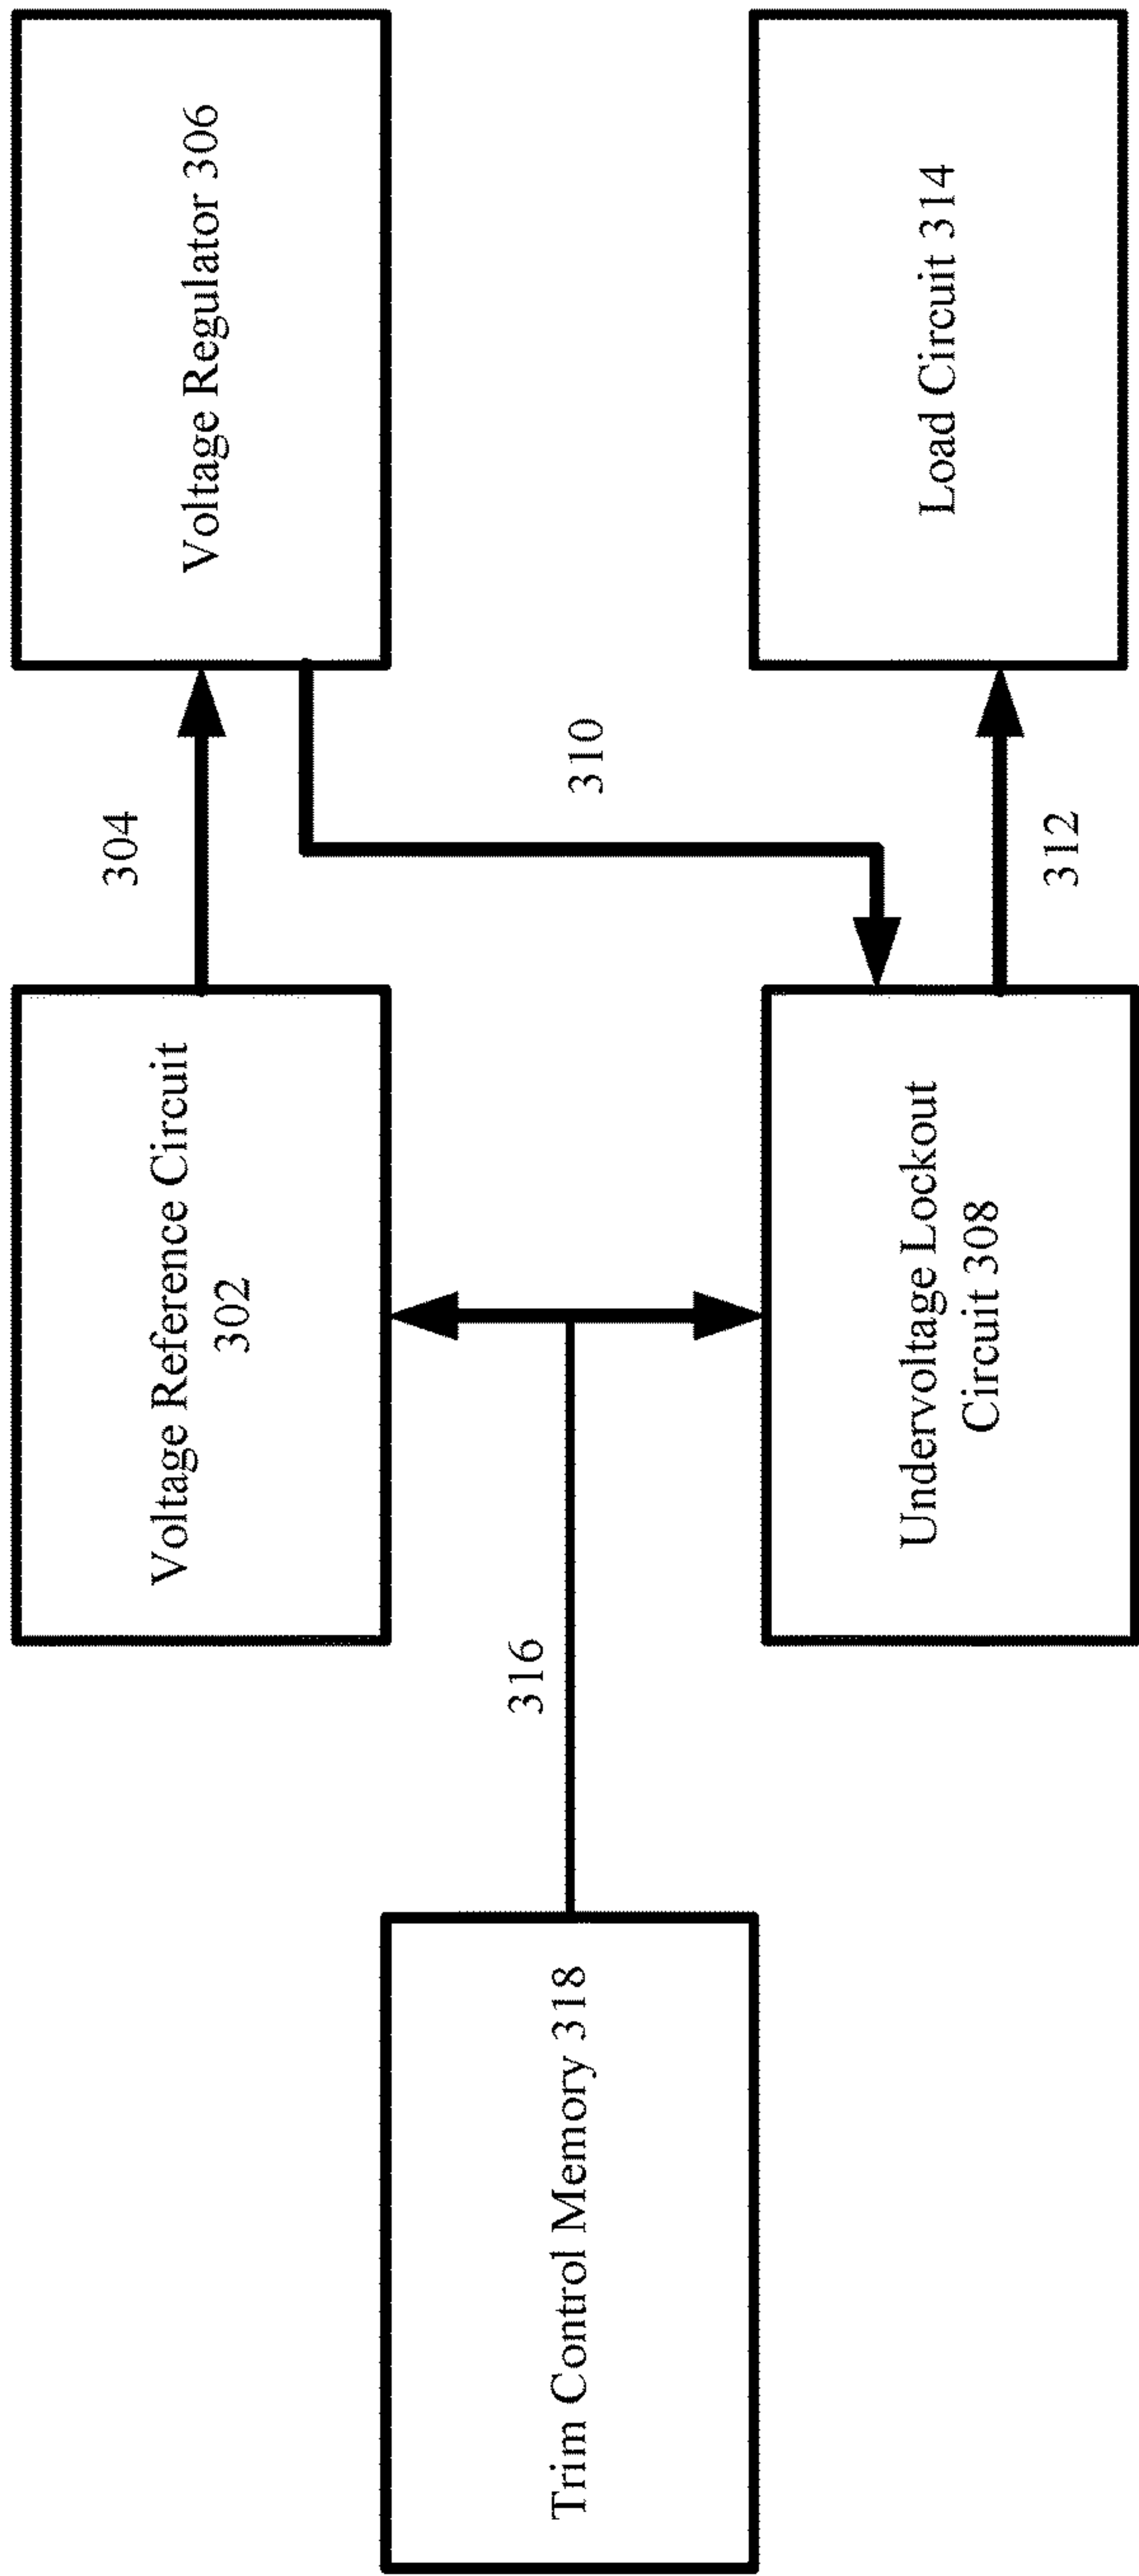 Trim Control Memory 318
316
Voltage Reference Circuit
302
304
Voltage Regulator 306
310
Undervoltage Lockout
Circuit 308
312
Load Circuit 314